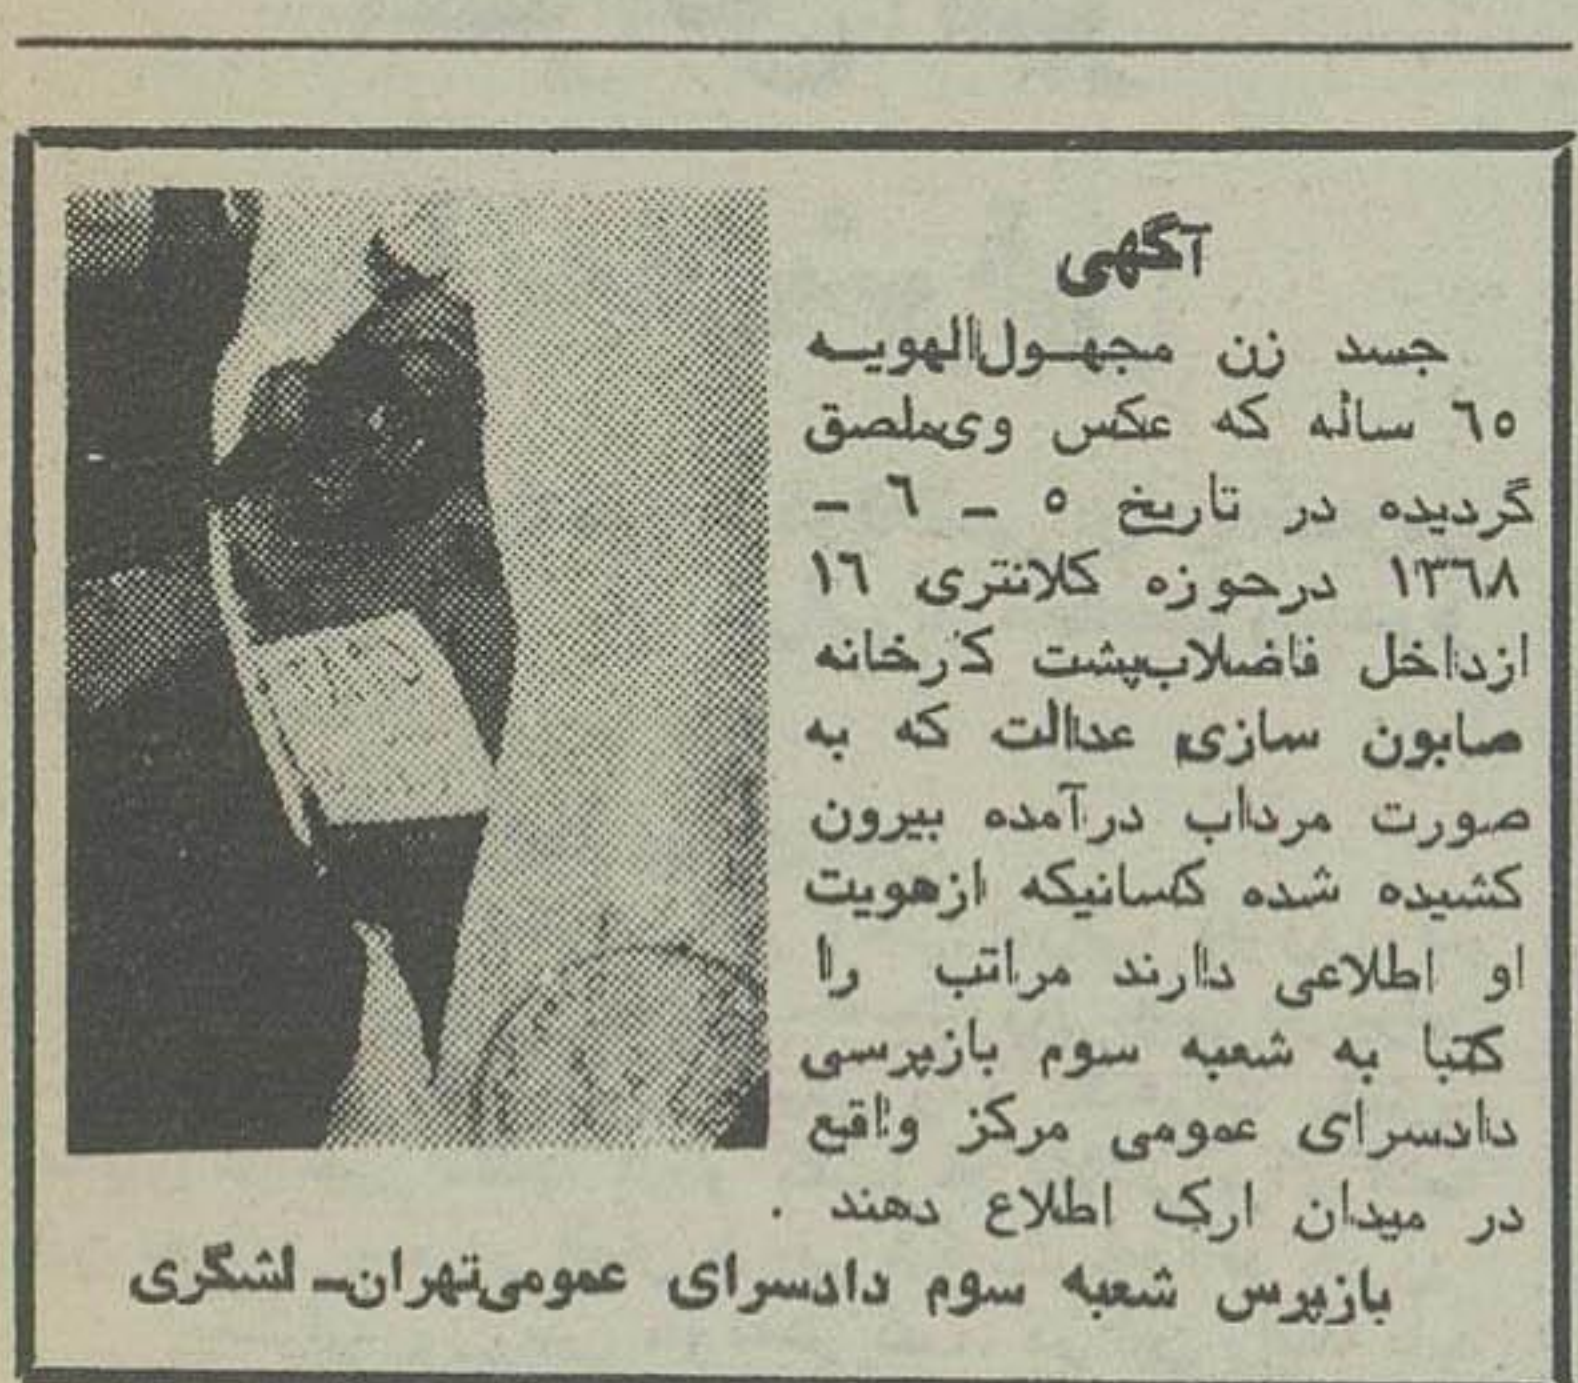 آگهی
جسد زن مجهول‌الهویه
٦٥ ساله که عکس وی‌ملصق
گردیده در تاریخ ٥ – ٦ –
١٣٦٨ درحوزه کلانتری ١٦
ازداخل فاضلاب‌پشت کارخانه
صابون سازی عدالت که به
صورت مرداب درآمده بیرون
کشیده شده کسانیکه ازهویت
او اطلاعی دارند مراتب را
کتبا به شعبه سوم بازپرسی
دادسرای عمومی مرکز واقع
در میدان ارک اطلاع دهند .
بازپرس شعبه سوم دادسرای عمومی‌تهران– لشگری